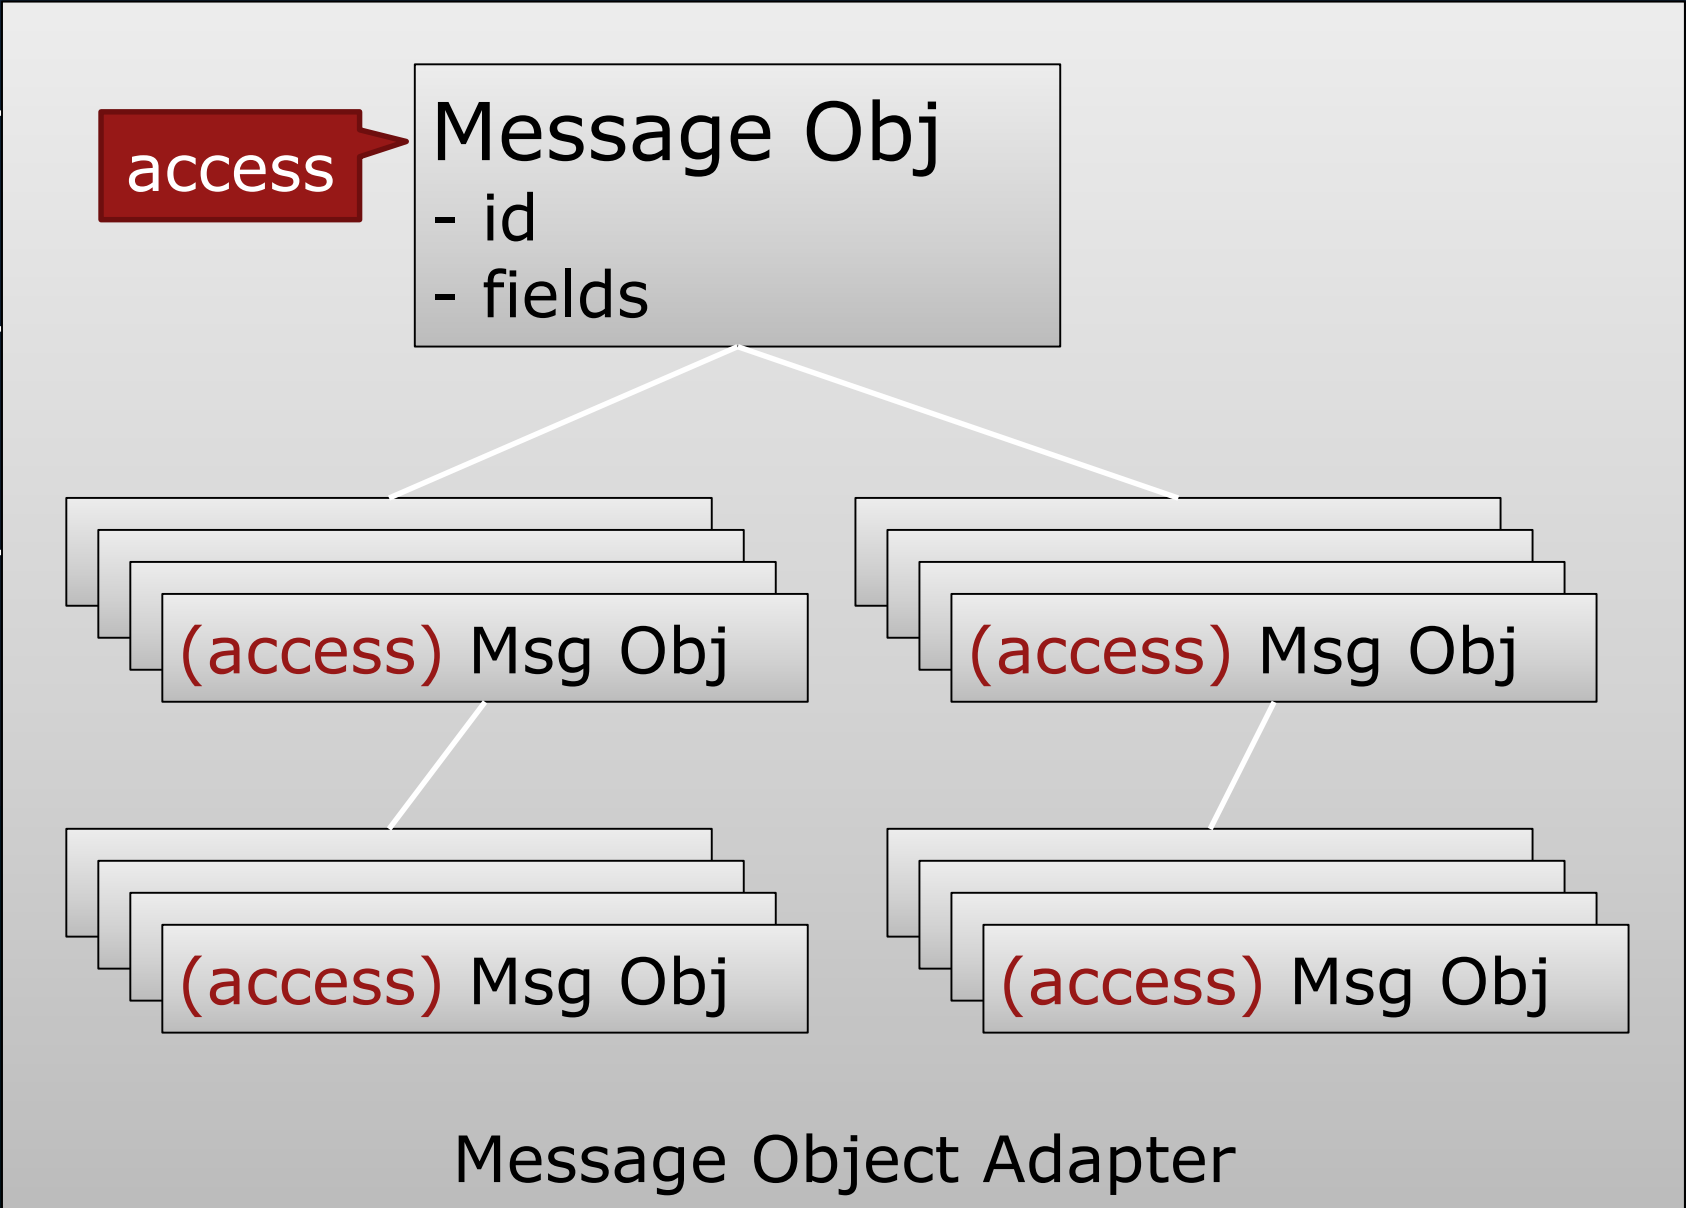 access
Message Obj
- id
- fields
(access) Msg Obj
(access) Msg Obj
(access) Msg Obj
(access) Msg Obj
Message Object Adapter